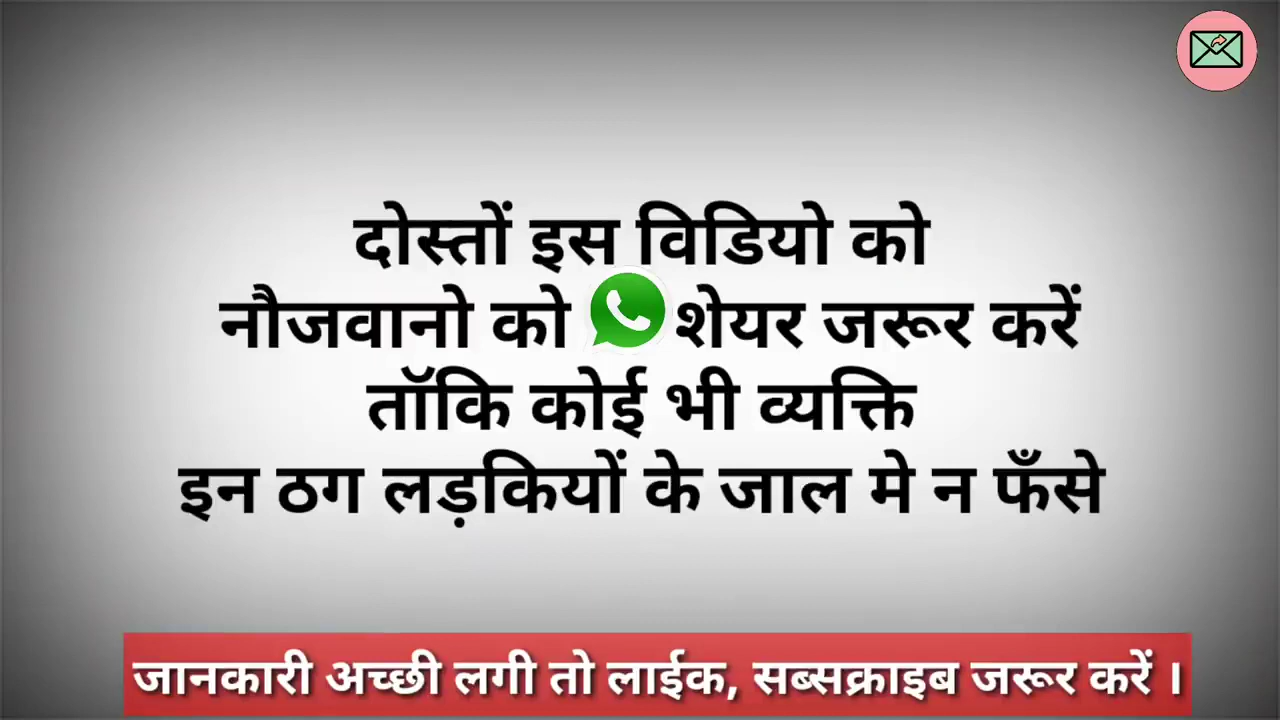 दोस्तों इस विडियो को
नौजवानो को शेयर जरूर करें
तॉकि कोई भी व्यक्ति
इन ठग लड़कियों के जाल मे न फँसे
जानकारी अच्छी लगी तो लाईक, सब्सक्राइब जरूर करें ।